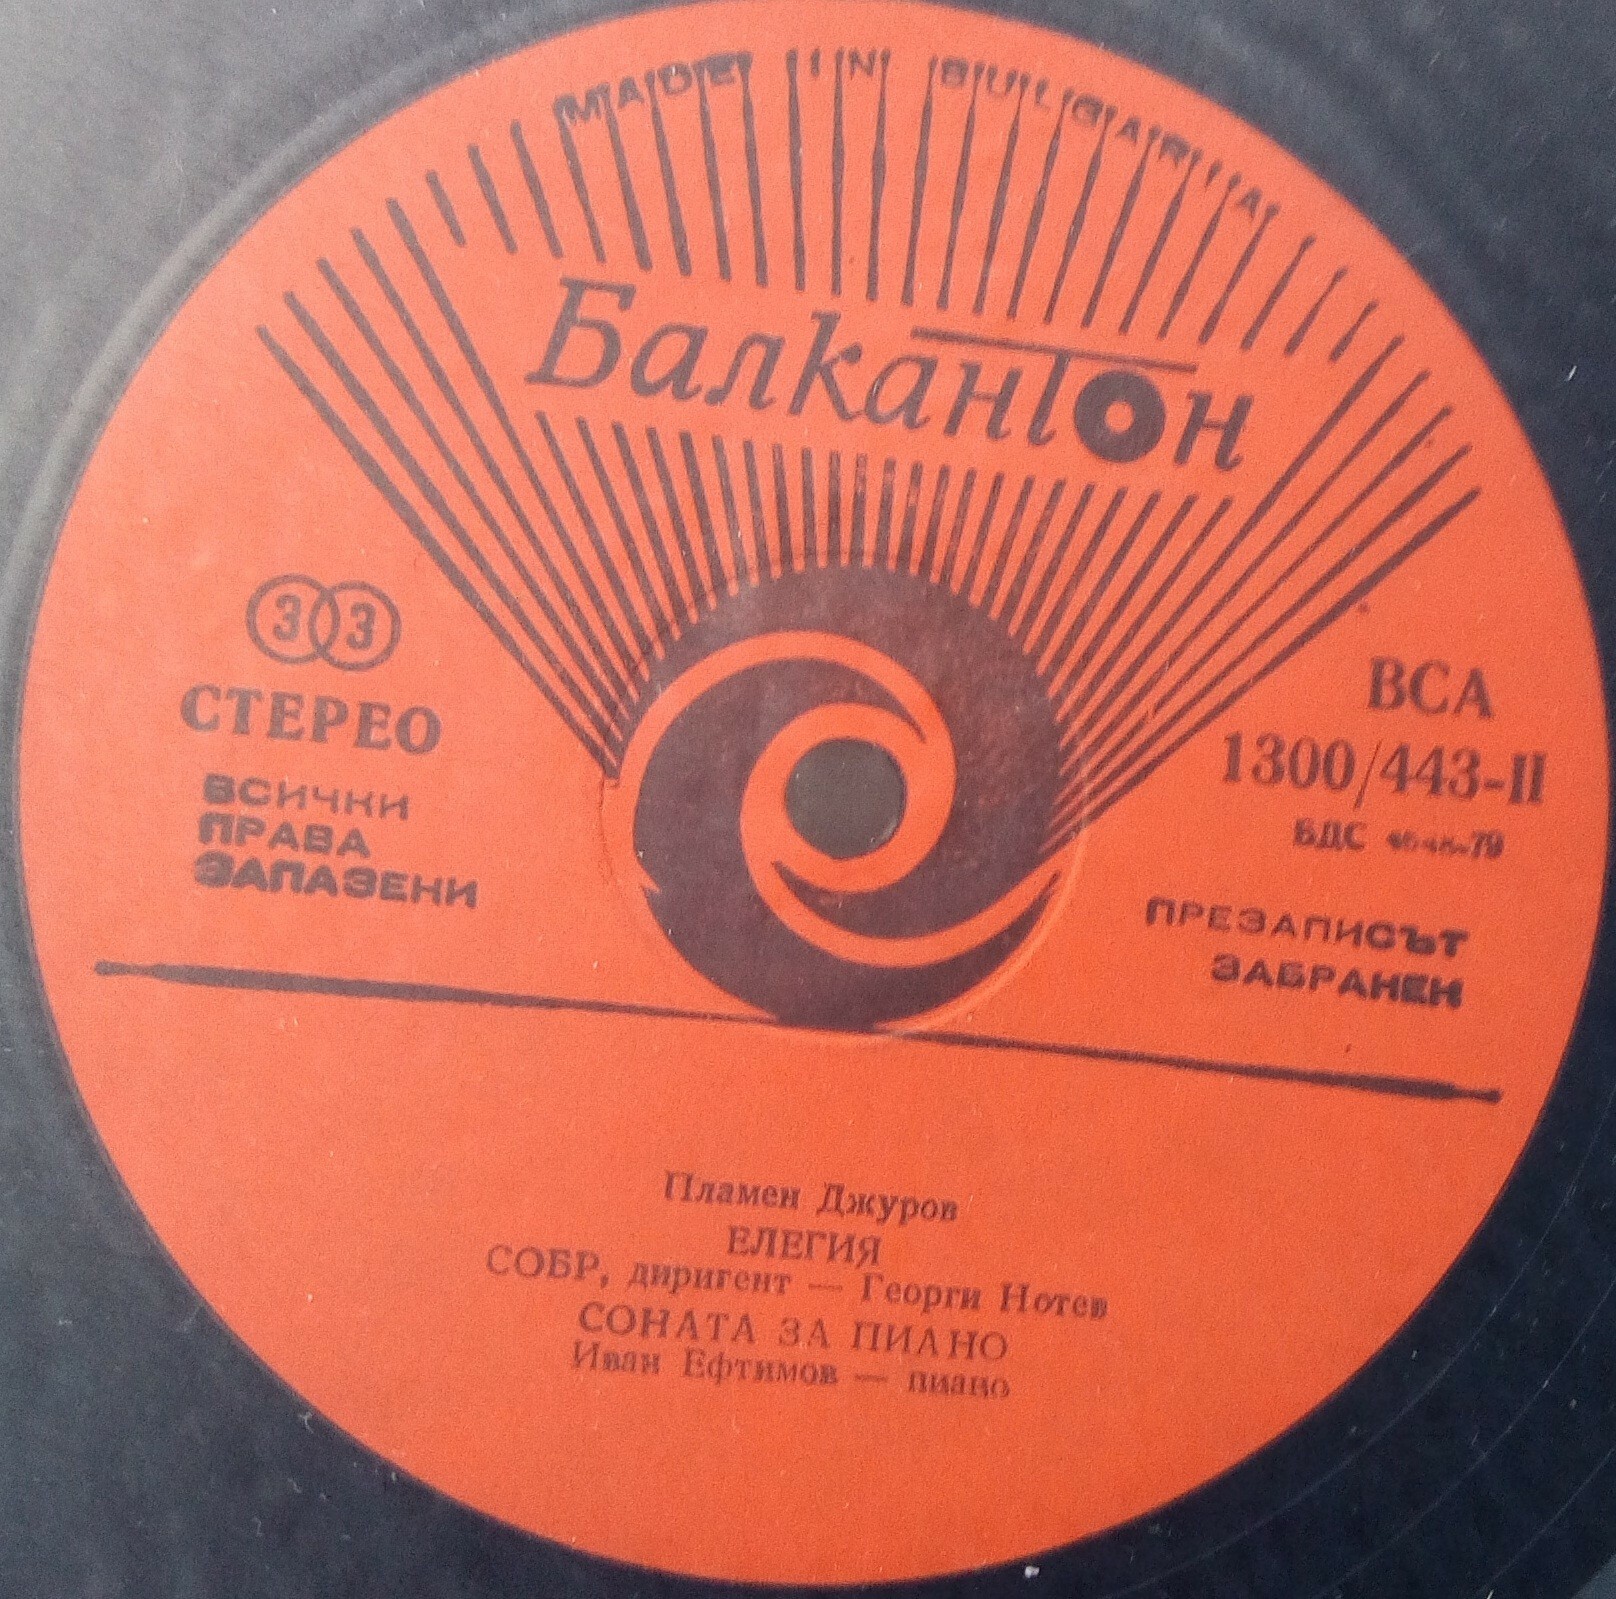 MADE IN BULGARIA
Балкантон
33
СТЕРЕО
ВСИЧКИ
ПРАВА
ЗАПАЗЕНИ
ВСА
1300/443-II
БДС
ПРЕЗАПИСЪТ
ЗАБРАНЕН
Пламен Джуров
ЕЛЕГИЯ
СОБР, диригент — Георги Нотев
СОНАТА ЗА ПИАНО
Иван Ефтимов — пиано